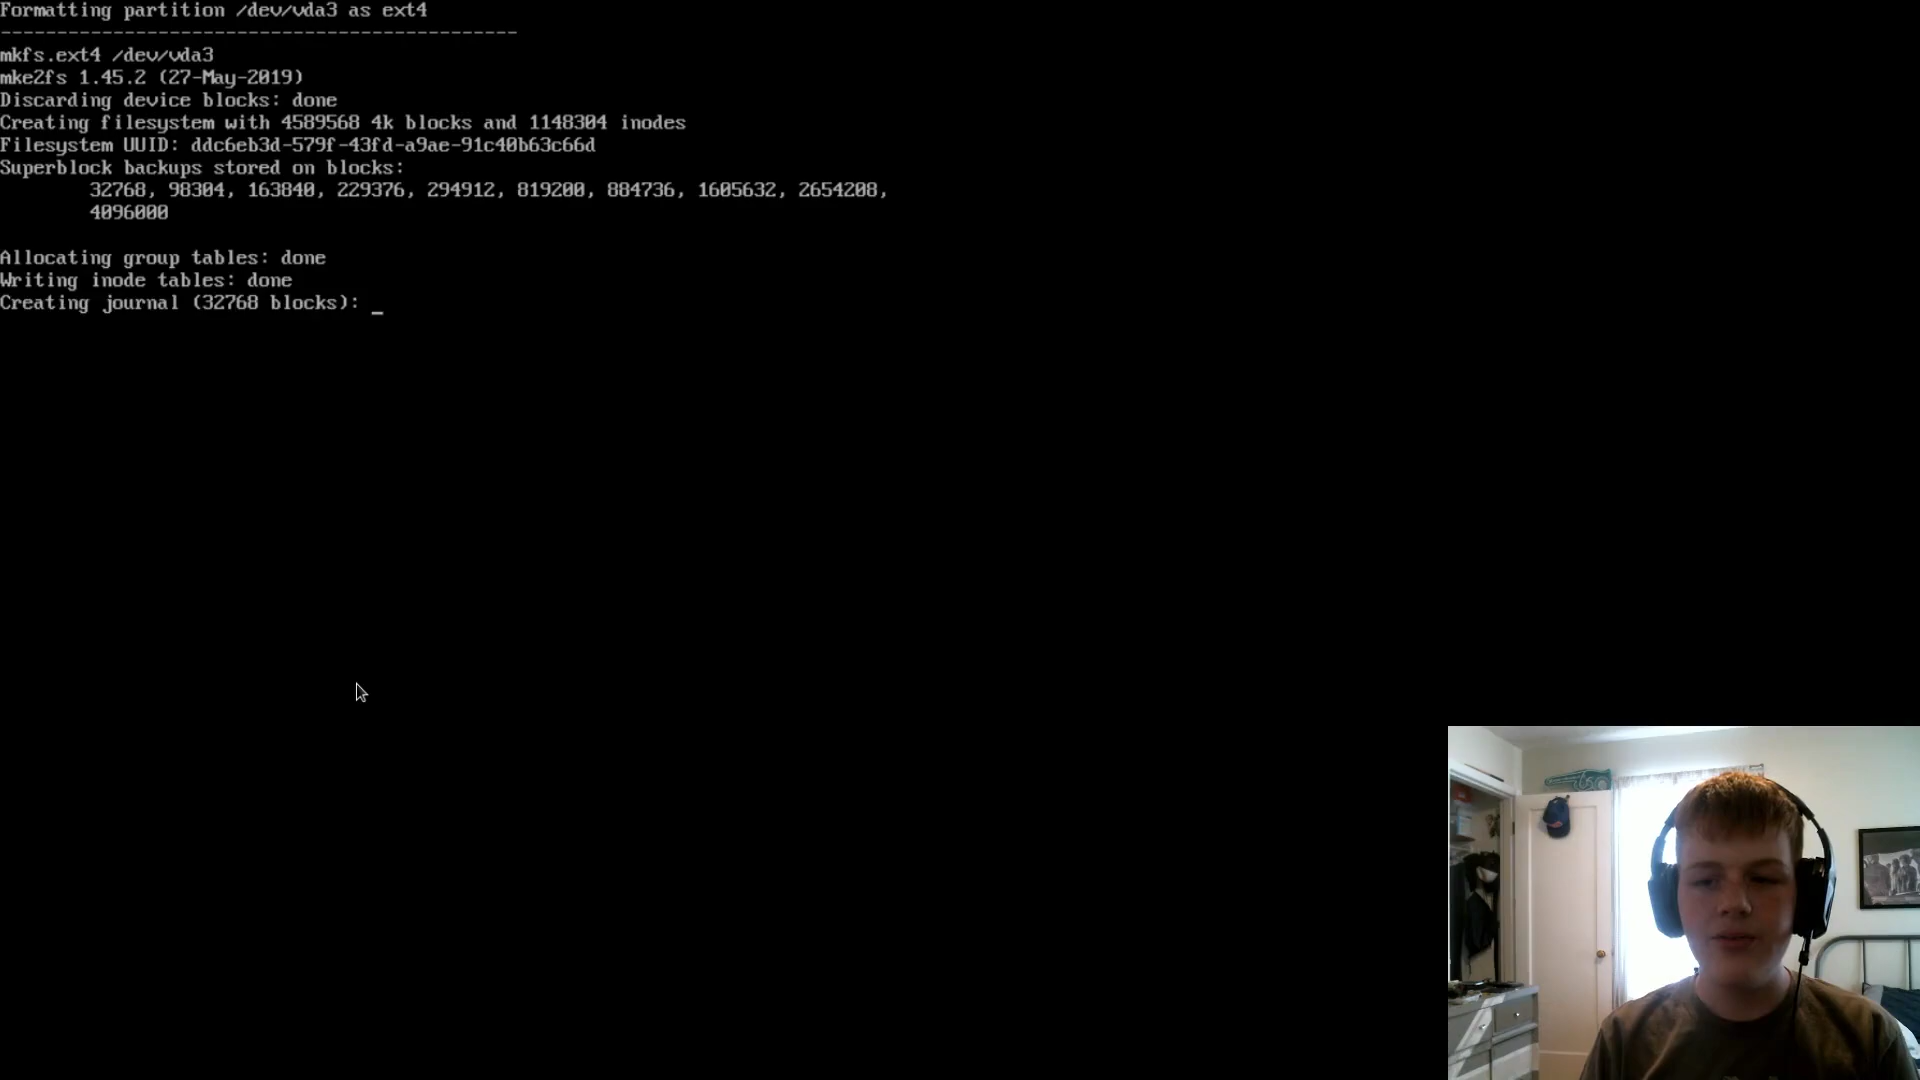 Formatting partition /dev/vda3 as ext4
----------------------------------------------
mkfs.ext4 /dev/vda3
mke2fs 1.45.2 (27-May-2019)
Discarding device blocks: done
Creating filesystem with 4589568 4k blocks and 1148304 inodes
Filesystem UUID: ddc6eb3d-579f-43fd-a9ae-91c40b63c66d
Superblock backups stored on blocks:
32768, 98304, 163840, 229376, 294912, 819200, 884736, 1605632, 2654208,
4096000
Allocating group tables: done
Writing inode tables: done
Creating journal (32768 blocks): _